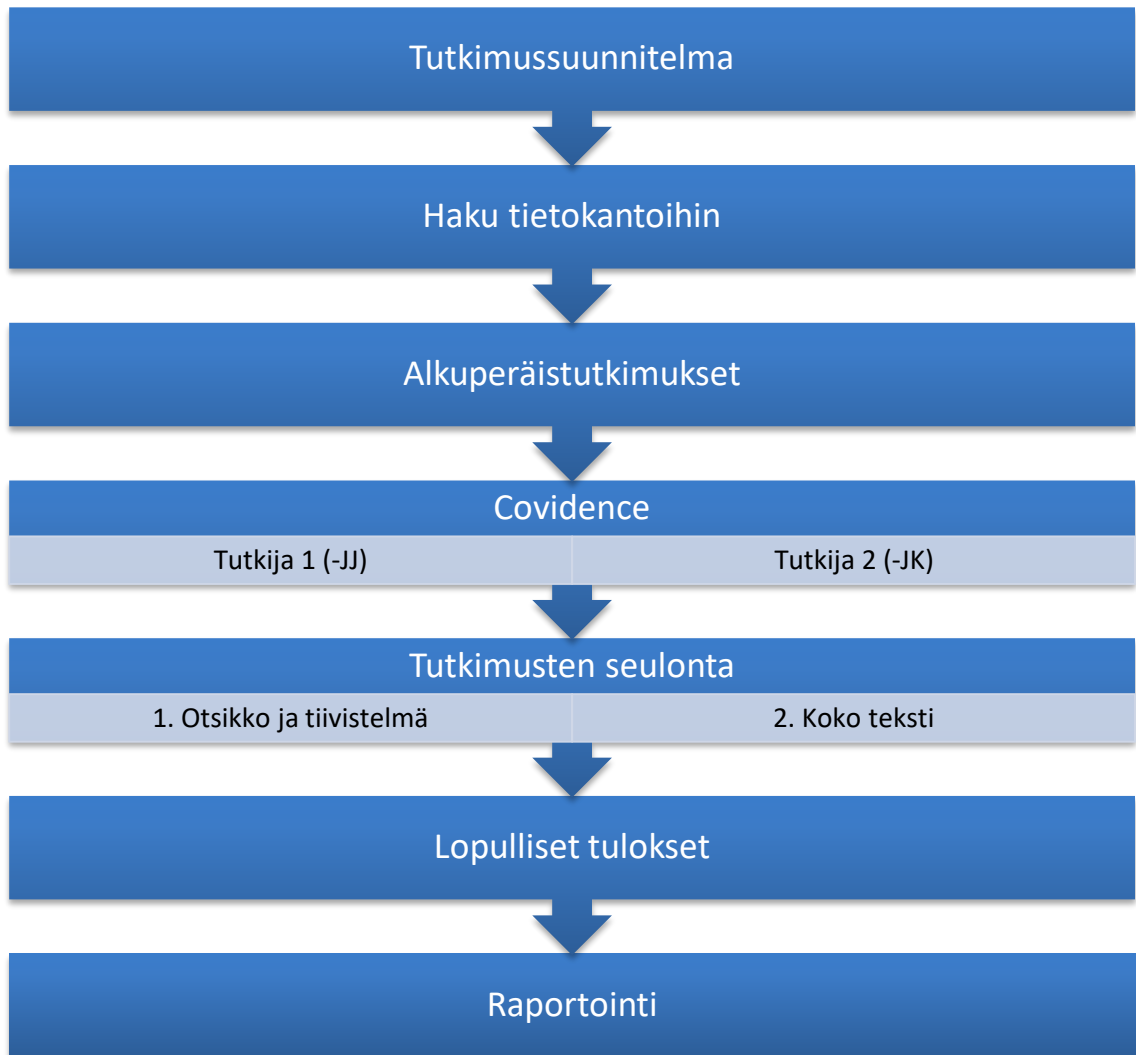 Tutkimussuunnitelma
Haku tietokantoihin
Alkuperäistutkimukset
Covidence
Tutkija 1 (-JJ)
Tutkija 2 (-JK)
Tutkimusten seulonta
1. Otsikko ja tiivistelmä
2. Koko teksti
Lopulliset tulokset
Raportointi